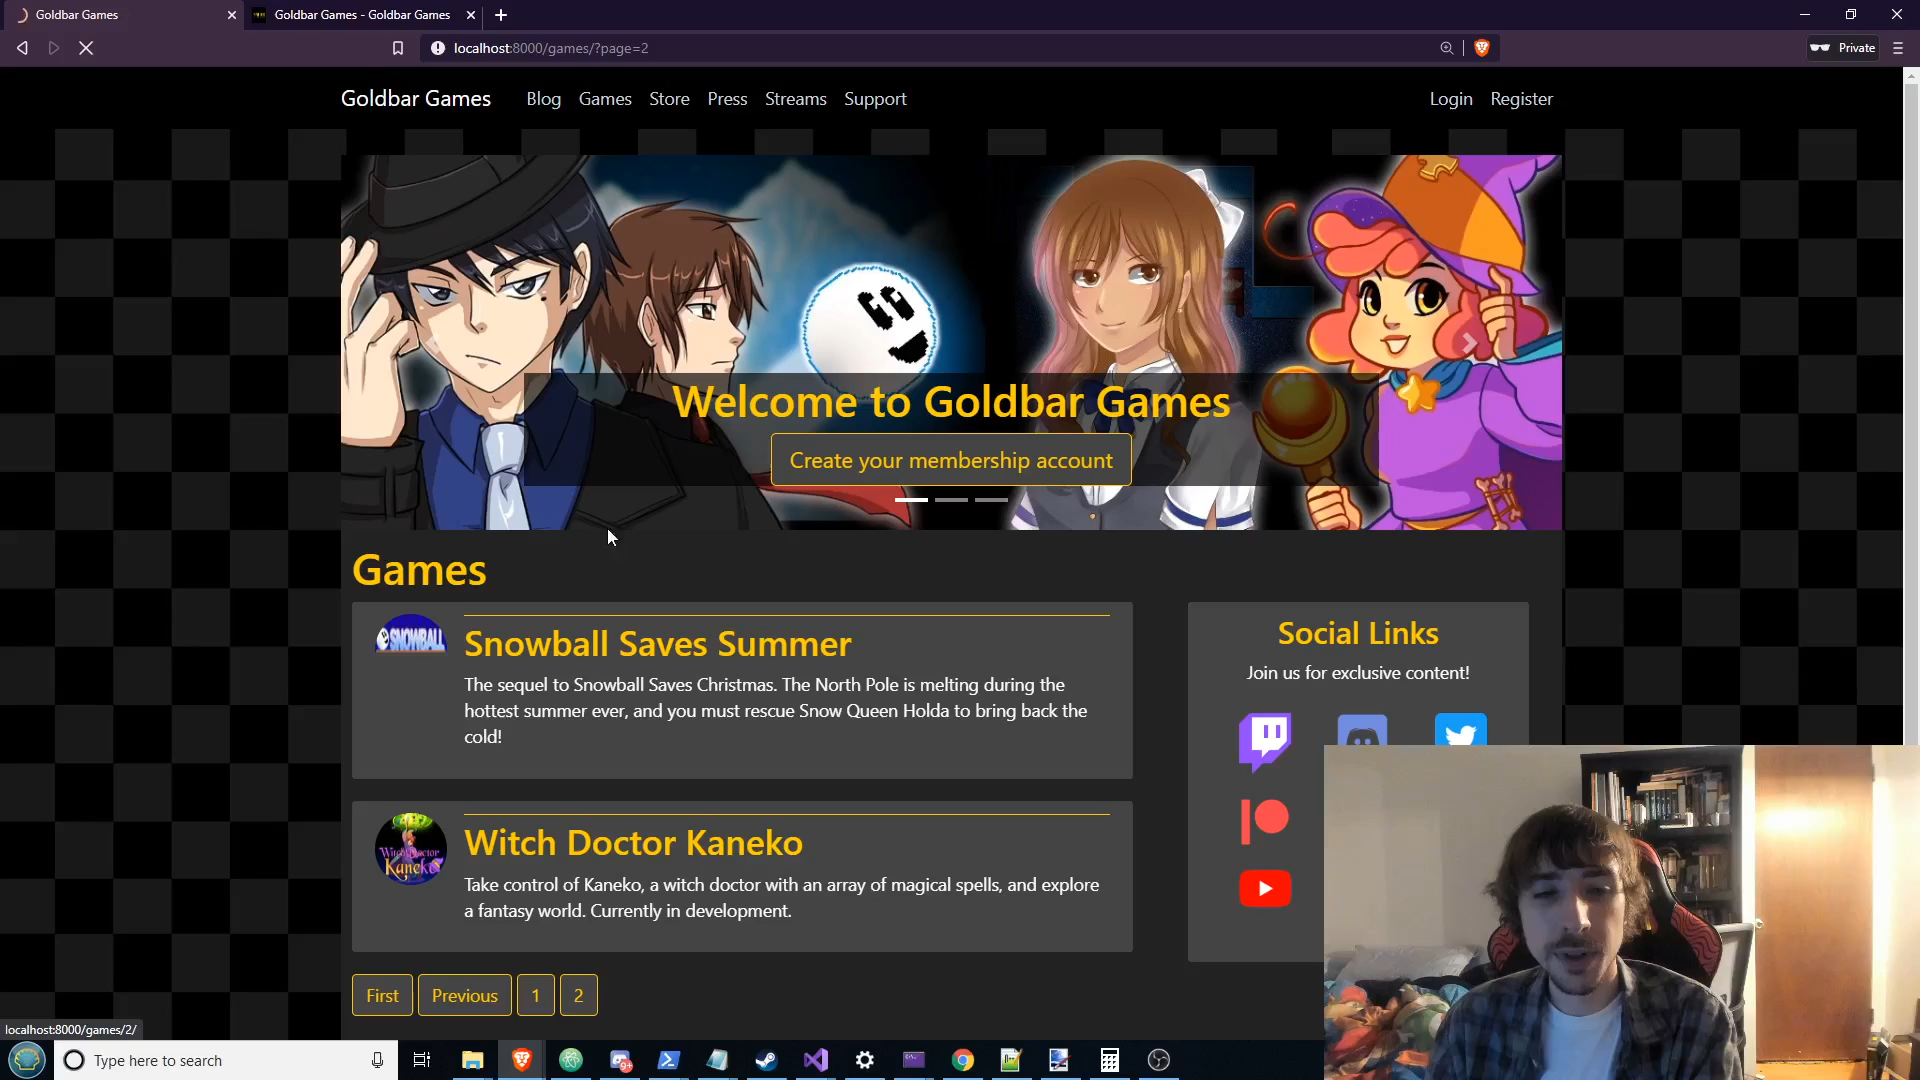 Goldbar Games
Goldbar Games - Goldbar Games
localhost:8000/games/?page=2
Private
Goldbar Games
Blog
Games
Store
Press
Streams
Support
Login
Register
Welcome to Goldbar Games
Create your membership account
Games
SNOWBALL
Snowball Saves Summer
The sequel to Snowball Saves Christmas. The North Pole is melting during the
hottest summer ever, and you must rescue Snow Queen Holda to bring back the
cold!
Witch Doctor
Kaneko
Witch Doctor Kaneko
Take control of Kaneko, a witch doctor with an array of magical spells, and explore
a fantasy world. Currently in development.
First
Previous
1
2
Social Links
Join us for exclusive content!
localhost:8000/games/2/
Type here to search